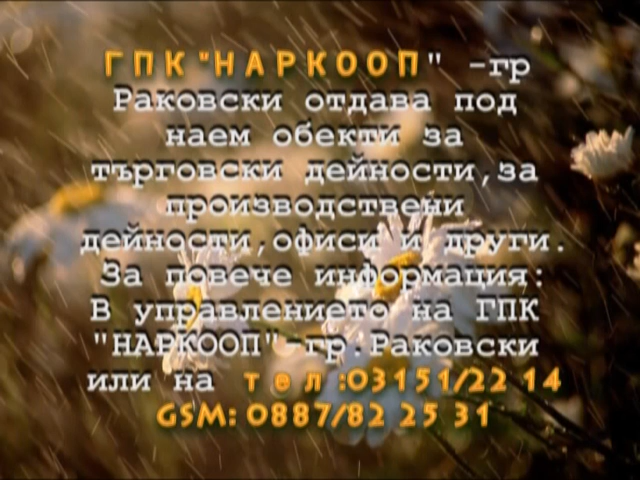 ГПК "НАРКООП" -гр
Раковски отдава под
наем обекти за
търговски дейности,за
производствени
дейности,офиси и други.
За повече информация:
В управлението на ГПК
"НАРКООП"-гр.Раковски
или на тел:03151/22 14
GSM: 0887/82 25 31